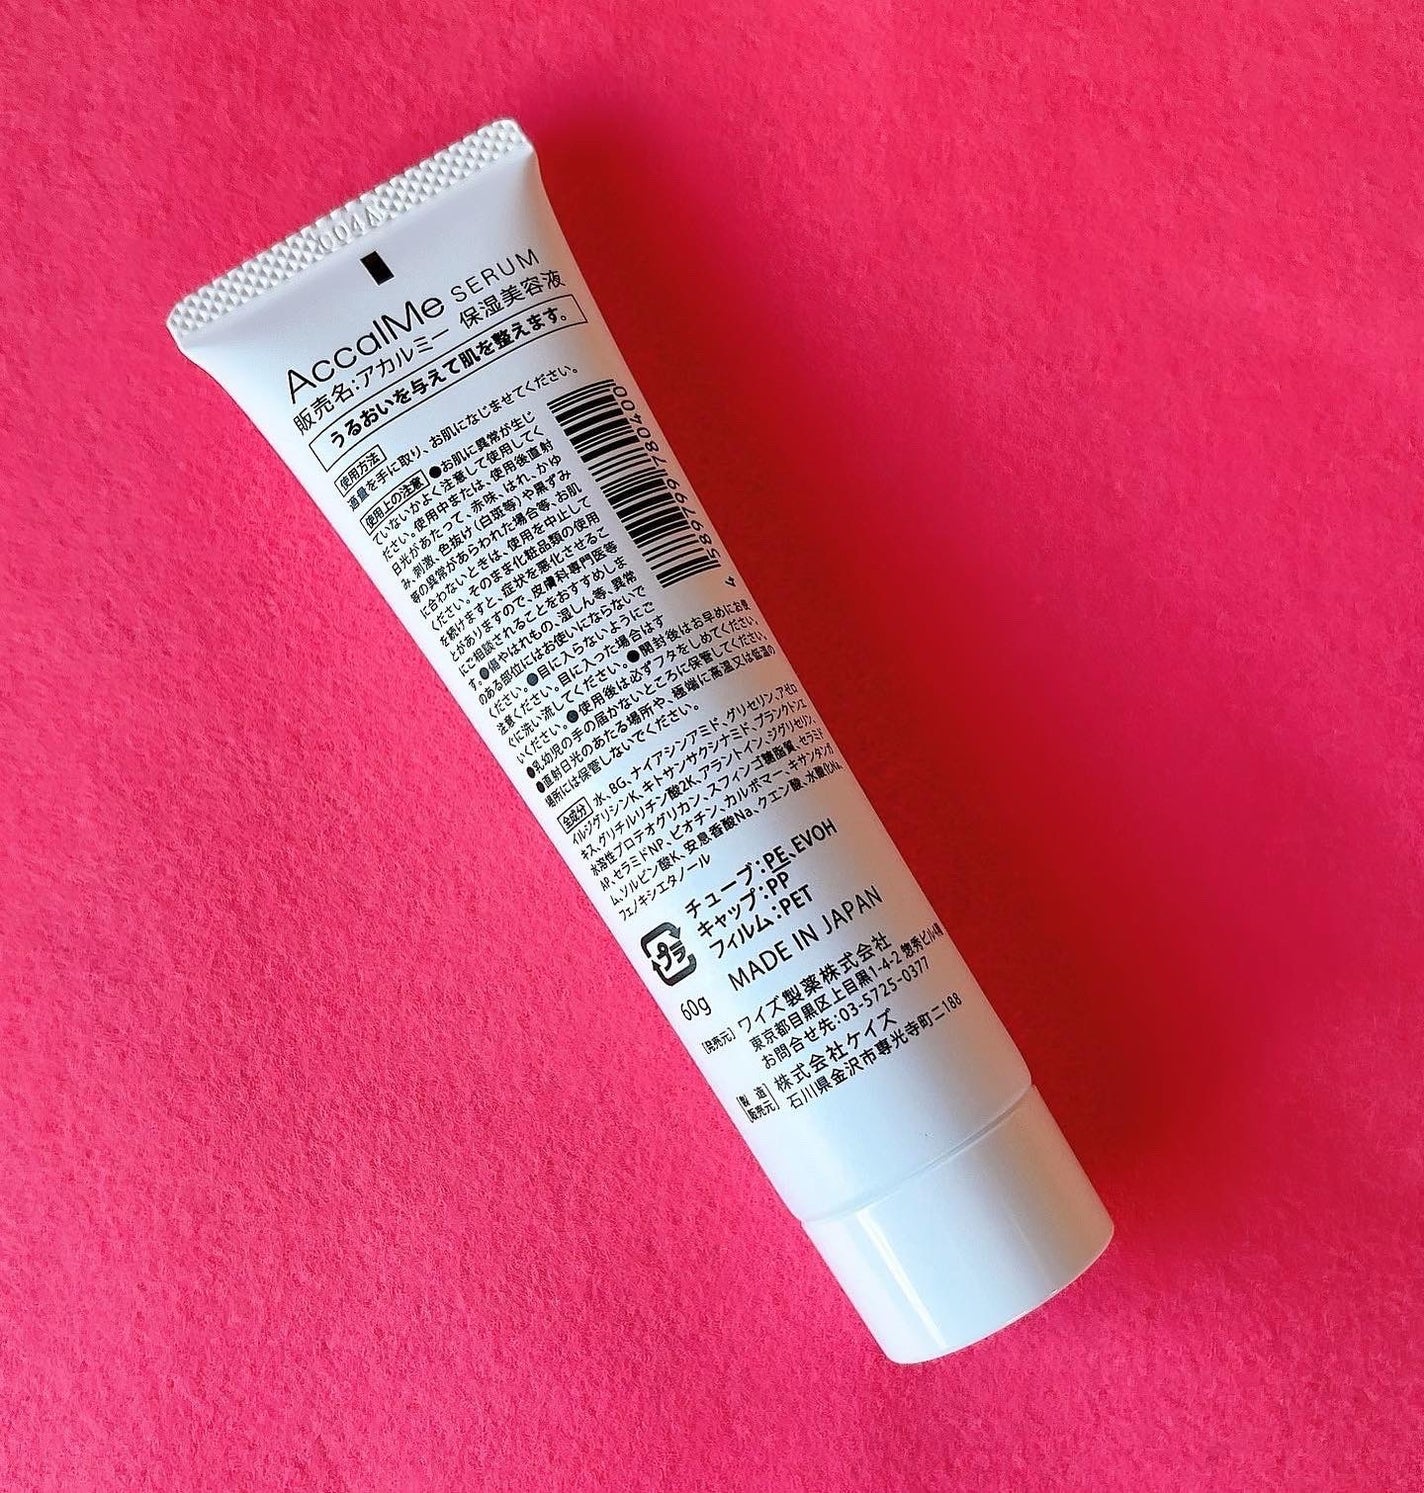 004A
AccalMe SERUM
販売名：アカルミー 保湿美容液
うるおいを与えて肌を整えます。
使用方法
適量を手に取り、お肌になじませてください。
使用上の注意 ●お肌に異常が生じ
ていないかよく注意して使用してく
ださい。使用中または、使用後直射
日光があたって、赤味、はれ、かゆ
み、刺激、色抜け（白斑等）や黒ずみ
等の異常があらわれた場合等、お肌
に合わないときは、使用を中止して
ください。そのまま化粧品類の使用
を続けますと、症状を悪化させるこ
とがありますので、皮膚科専門医等
にご相談されることをおすすめしま
す。●傷やはれもの、湿しん等、異常
のある部位にはお使いにならないで
ください。●目に入らないようにご
注意ください。目に入った場合はす
ぐに洗い流してください。●開封後はお早めにお使
いください。●使用後は必ずフタをしめてください。
●乳幼児の手の届かないところに保管してください。
●直射日光のあたる場所や、極端に高温又は低温の
場所には保管しないでください。
4 589799 780400
全成分 水、BG、ナイアシンアミド、グリセリン、アゼロ
イルジグリシンK、キトサンサクシナミド、プランクトンエ
キス、グリチルリチン酸2K、アラントイン、ジグリセリン、
水溶性プロテオグリカン、スフィンゴ糖脂質、セラミド
AP、セラミドNP、ビオチン、カルボマー、キサンタンガ
ム、ソルビン酸K、安息香酸Na、クエン酸、水酸化Na、
フェノキシエタノール
プラ
チューブ：PE、EVOH
キャップ：PP
フィルム：PET
60g MADE IN JAPAN
［発売元］ワイズ製薬株式会社
東京都目黒区上目黒1-4-2 惣秀ビル4階
お問合せ先：03-5725-0377
［製造販売元］株式会社ケイズ
石川県金沢市専光寺町ニ188